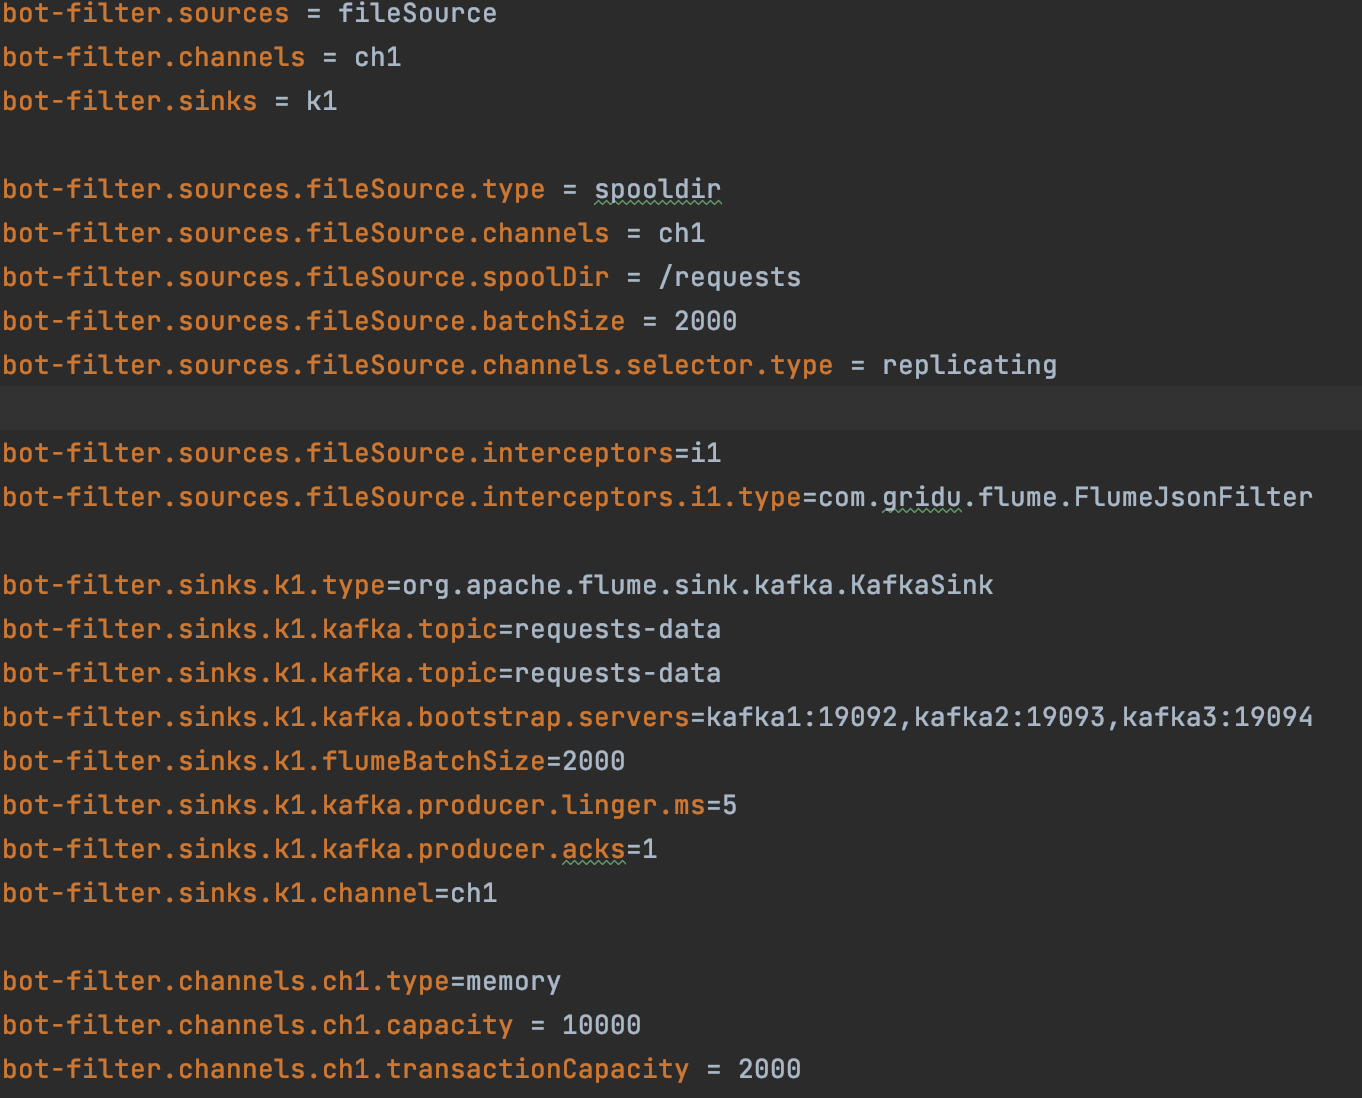 bot-filter.sources = fileSource
bot-filter.channels = ch1
bot-filter.sinks = k1
bot-filter.sources.fileSource.type = spooldir
bot-filter.sources.fileSource.channels = ch1
bot-filter.sources.fileSource.spoolDir = /requests
bot-filter.sources.fileSource.batchSize = 2000
bot-filter.sources.fileSource.channels.selector.type = replicating
bot-filter.sources.fileSource.interceptors=i1
bot-filter.sources.fileSource.interceptors.i1.type=com.gridu.flume.FlumeJsonFilter
bot-filter.sinks.k1.type=org.apache.flume.sink.kafka.KafkaSink
bot-filter.sinks.k1.kafka.topic=requests-data
bot-filter.sinks.k1.kafka.topic=requests-data
bot-filter.sinks.k1.kafka.bootstrap.servers=kafka1:19092,kafka2:19093,kafka3:19094
bot-filter.sinks.k1.flumeBatchSize=2000
bot-filter.sinks.k1.kafka.producer.linger.ms=5
bot-filter.sinks.k1.kafka.producer.acks=1
bot-filter.sinks.k1.channel=ch1
bot-filter.channels.ch1.type=memory
bot-filter.channels.ch1.capacity = 10000
bot-filter.channels.ch1.transactionCapacity = 2000